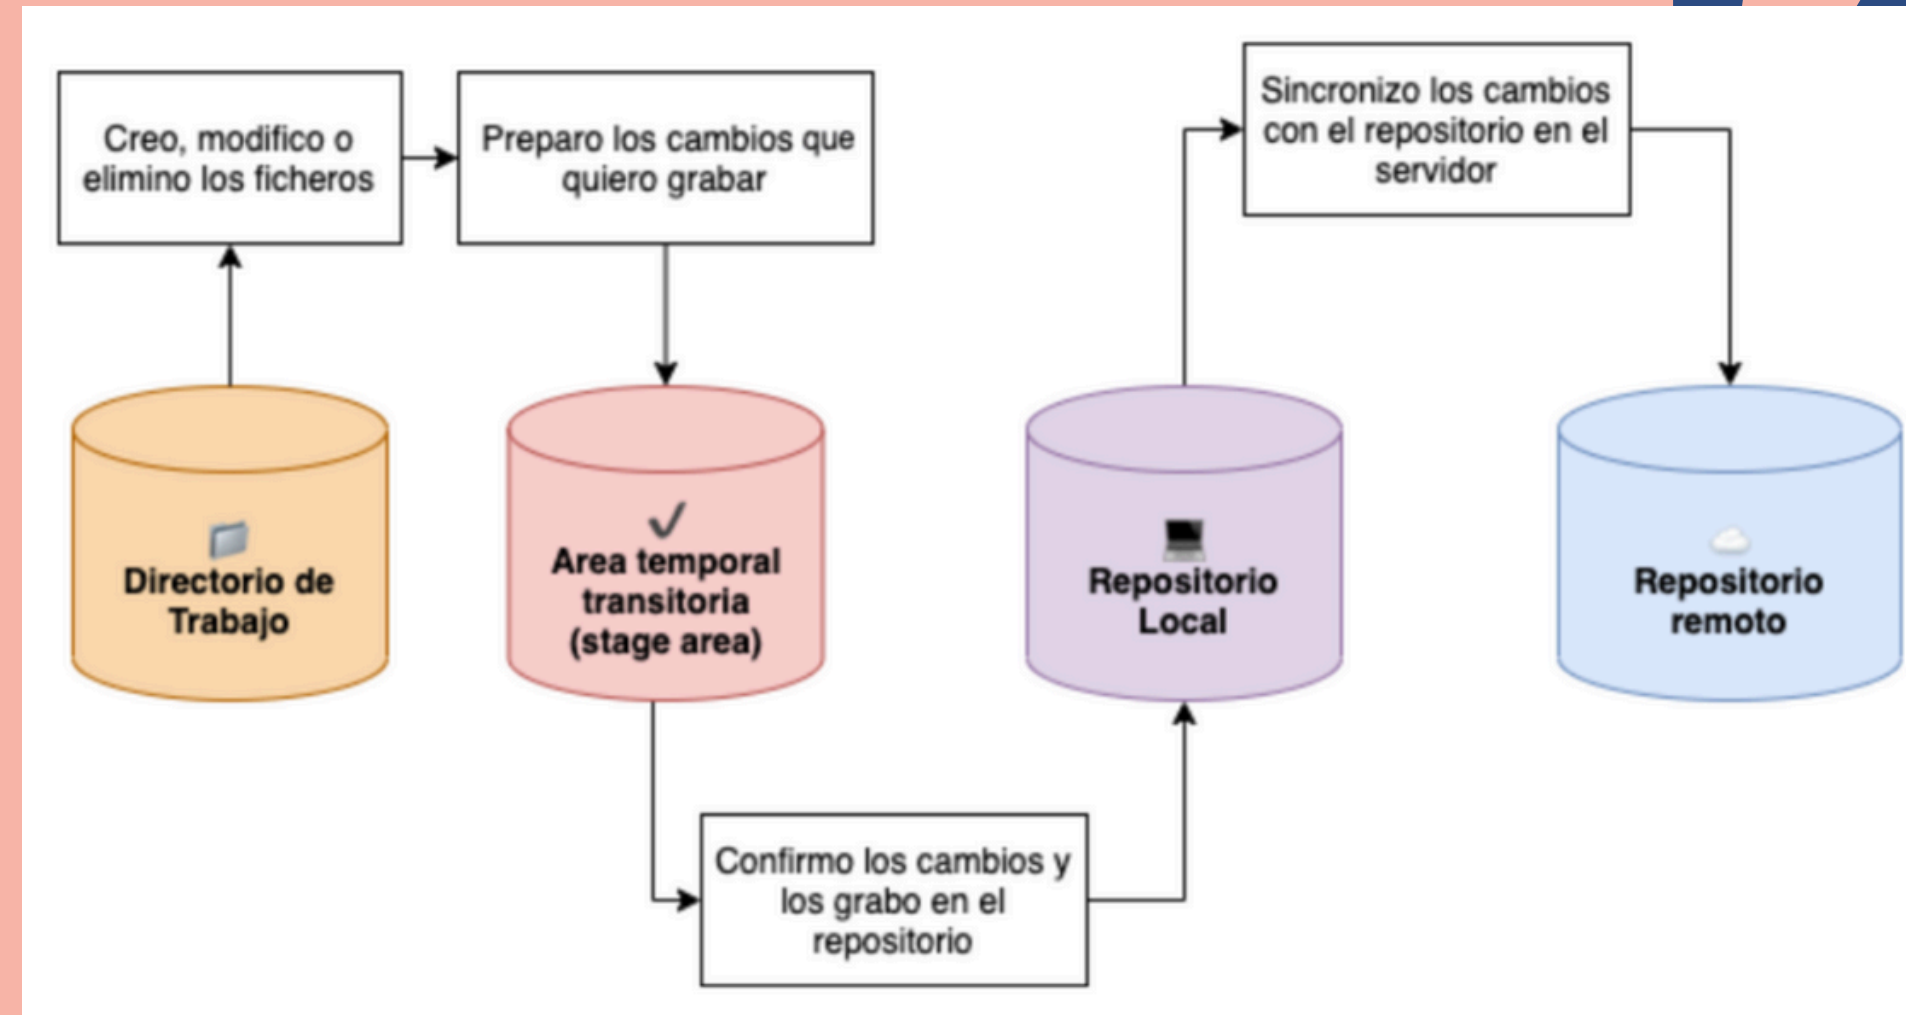 Creo, modifico o
elimino los ficheros
Preparo los cambios que
quiero grabar
Sincronizo los cambios
con el repositorio en el
servidor
Directorio de
Trabajo
Area temporal
transitoria
(stage area)
Repositorio
Local
Repositorio
remoto
Confirmo los cambios y
los grabo en el
repositorio